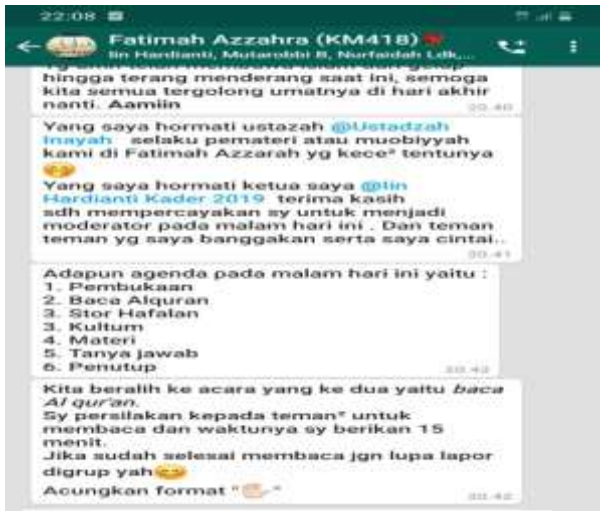 22:08
Fatimah Azzahra (KM418)
Iin Hardianti, Mutarobbi B, Nurfaidah Ldk,...
hingga terang menderang saat ini, semoga
kita semua tergolong umatnya di hari akhir
nanti. Aamiin
20.40
Yang saya hormati ustazah @Ustadzah
Inayah selaku pemateri atau muobiyyah
kami di Fatimah Azzarah yg kece² tentunya
😊
Yang saya hormati ketua saya @Iin
Hardianti Kader 2019 terima kasih
sdh mempercayakan sy untuk menjadi
moderator pada malam hari ini . Dan teman
teman yg saya banggakan serta saya cintai..
20.41
Adapun agenda pada malam hari ini yaitu :
1. Pembukaan
2. Baca Alquran
3. Stor Hafalan
3. Kultum
4. Materi
5. Tanya jawab
6. Penutup
20.42
Kita beralih ke acara yang ke dua yaitu baca
Al qur'an.
Sy persilakan kepada teman² untuk
membaca dan waktunya sy berikan 15
menit.
Jika sudah selesai membaca jgn lupa lapor
digrup yah😊
Acungkan format "🖐🏻"
20.42